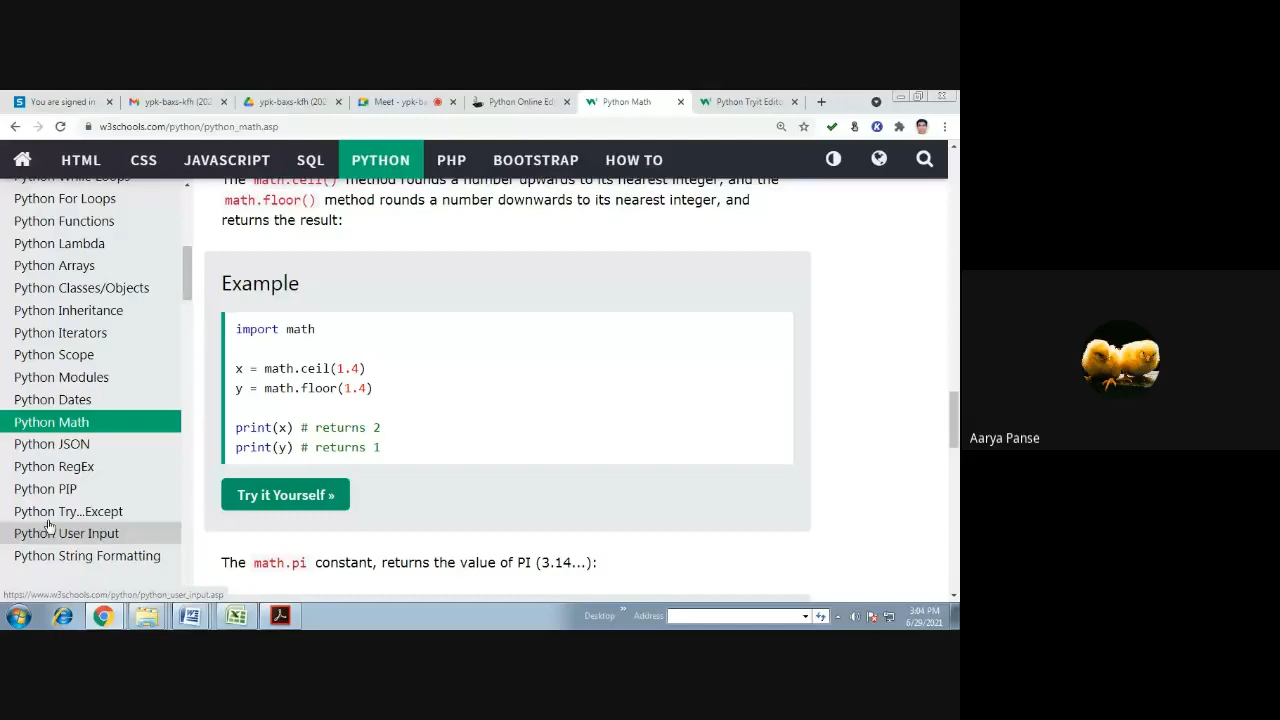 You are signed in
ypk-baxs-kfh (202
ypk-baxs-kfh (202
Meet - ypk-ba
Python Online Ed
Python Math
Python Tryit Edito
w3schools.com/python/python_math.asp
HTML CSS JAVASCRIPT SQL PYTHON PHP BOOTSTRAP HOW TO
Python While Loops
Python For Loops
Python Functions
Python Lambda
Python Arrays
Python Classes/Objects
Python Inheritance
Python Iterators
Python Scope
Python Modules
Python Dates
Python Math
Python JSON
Python RegEx
Python PIP
Python Try...Except
Python User Input
Python String Formatting
https://www.w3schools.com/python/python_user_input.asp
The math.ceil() method rounds a number upwards to its nearest integer, and the
math.floor() method rounds a number downwards to its nearest integer, and
returns the result:
Example
import math
x = math.ceil(1.4)
y = math.floor(1.4)
print(x) # returns 2
print(y) # returns 1
Try it Yourself »
The math.pi constant, returns the value of PI (3.14...):
Desktop » Address
3:04 PM
6/29/2021
Aarya Panse